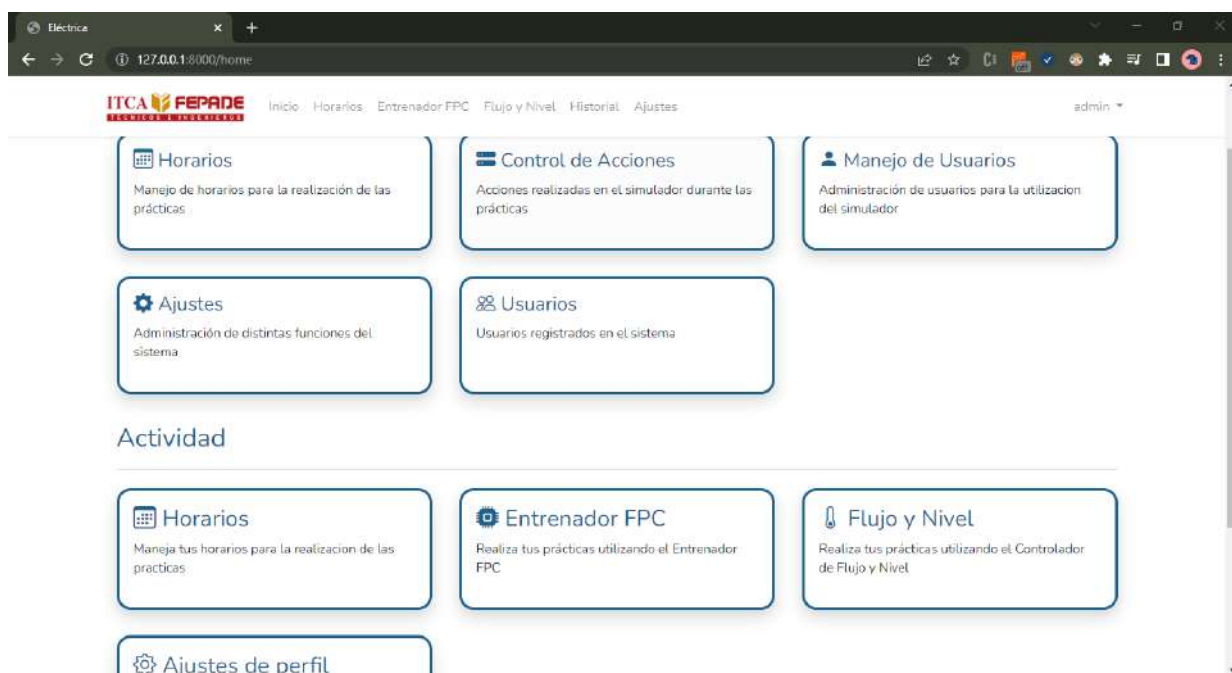 Eléctrica
127.0.0.1:8000/home
ITCA FEPADE
TECNICOS E INGENIEROS
Inicio Horarios Entrenador FPC Flujo y Nivel Historial Ajustes
admin
Horarios
Manejo de horarios para la realización de las
prácticas
Control de Acciones
Acciones realizadas en el simulador durante las
prácticas
Manejo de Usuarios
Administración de usuarios para la utilizacion
del simulador
Ajustes
Administración de distintas funciones del
sistema
Usuarios
Usuarios registrados en el sistema
Actividad
Horarios
Maneja tus horarios para la realizacion de las
practicas
Entrenador FPC
Realiza tus prácticas utilizando el Entrenador
FPC
Flujo y Nivel
Realiza tus prácticas utilizando el Controlador
de Flujo y Nivel
Ajustes de perfil